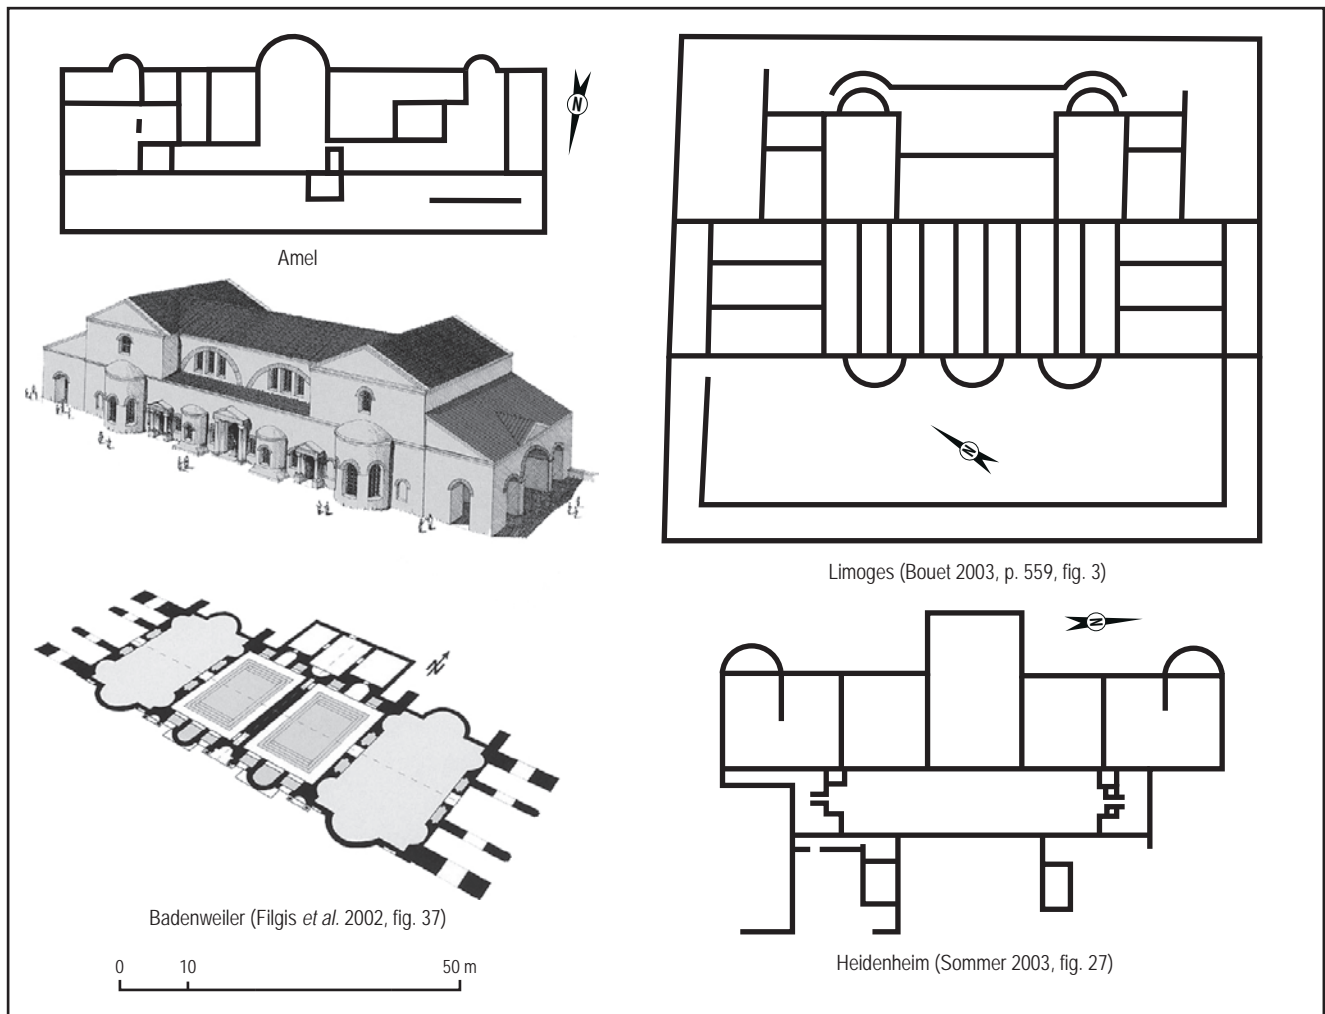 N
Amel
N
Limoges (Bouet 2003, p. 559, fig. 3)
N
Badenweiler (Filgis et al. 2002, fig. 37)
N
Heidenheim (Sommer 2003, fig. 27)
0 10 50 m